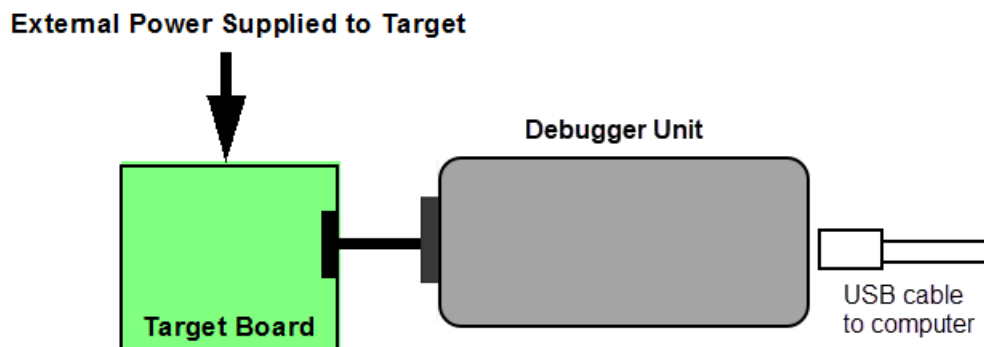 External Power Supplied to Target
Debugger Unit
Target Board
USB cable
to computer